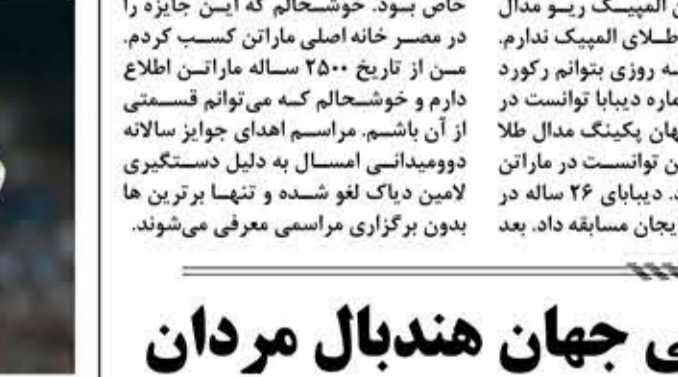 ن المپیک ریو مدال
طلای المپیک ندارم.
ـه روزی بتوانم رکورد
ماره دیبابا توانست در
هان پکینگ مدال طلا
ن توانست در ماراتن
د. دیبابای ۲۶ ساله در
ایجان مسابقه داد. بعد
خاص بود. خوشحالم که این جایزه را
در مصر خانه اصلی ماراتن کسب کردم.
من از تاریخ ۲۵۰۰ ساله ماراتن اطلاع
دارم و خوشحالم که می‌توانم قسمتی
از آن باشم. مراسم اهدای جوایز سالانه
دوومیدانی امسال به دلیل دستگیری
لامین دیاک لغو شده و تنها برترین ها
بدون برگزاری مراسمی معرفی می‌شوند.
ی جهان هندبال مردان